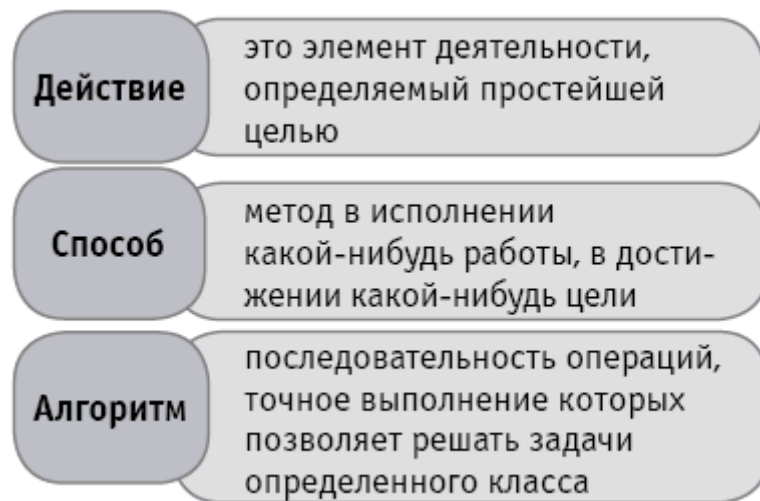 Действие
это элемент деятельности,
определяемый простейшей
целью
Способ
метод в исполнении
какой-нибудь работы, в дости-
жении какой-нибудь цели
Алгоритм
последовательность операций,
точное выполнение которых
позволяет решать задачи
определенного класса